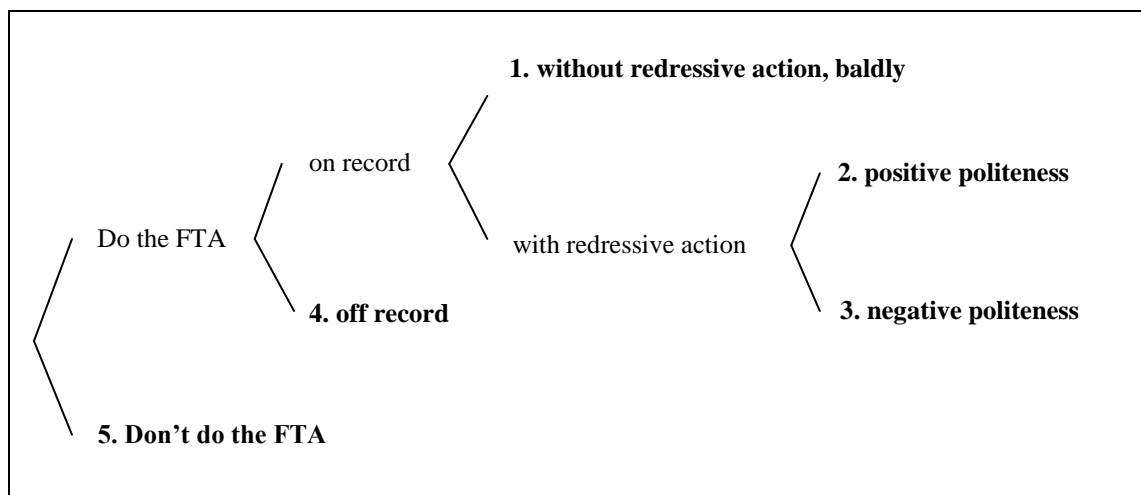 1. without redressive action, baldly
on record
2. positive politeness
Do the FTA
with redressive action
4. off record
3. negative politeness
5. Don't do the FTA